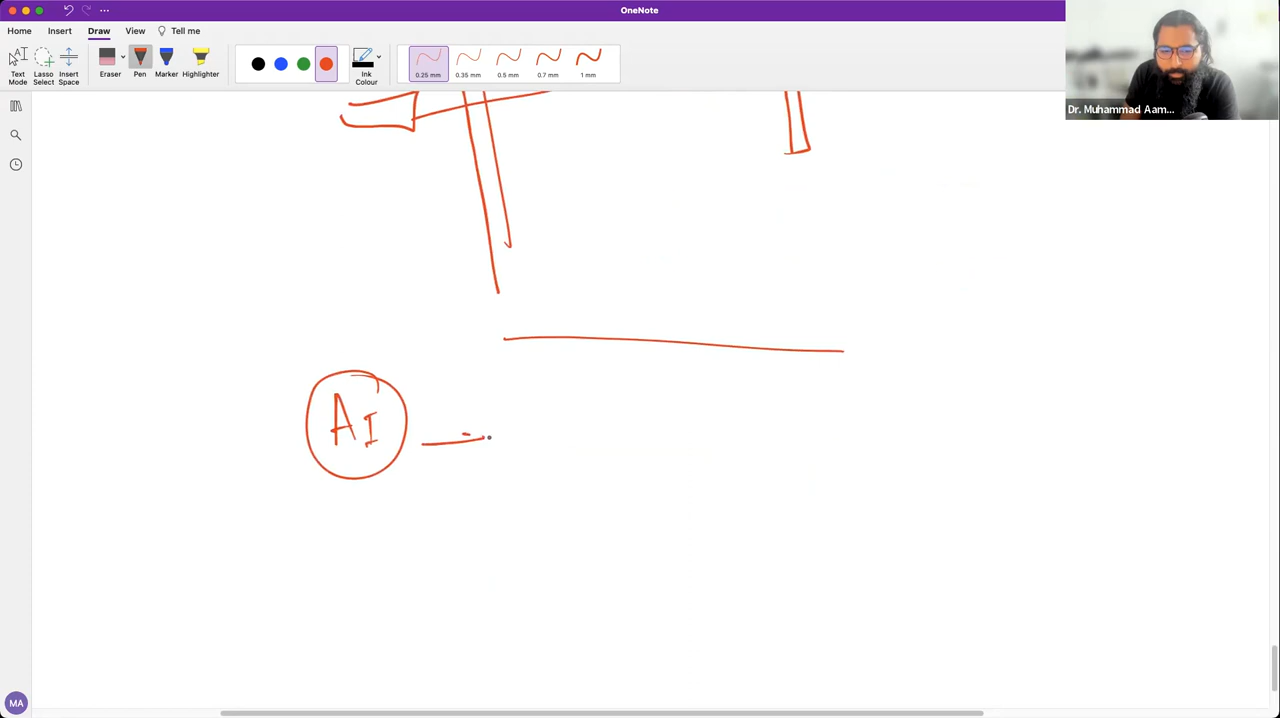 OneNote
Home Insert Draw View Tell me
Text Mode
Lasso Select
Insert Space
Eraser
Pen
Marker
Highlighter
Ink Colour
0.25 mm
0.35 mm
0.5 mm
0.7 mm
1 mm
Dr. Muhammad Aam...
AI
MA